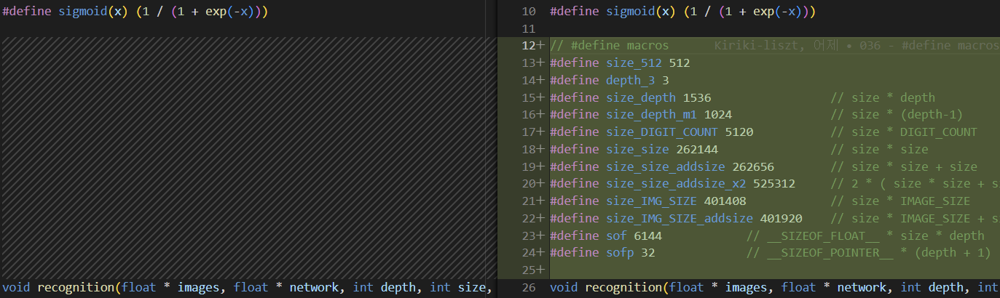 #define sigmoid(x) (1 / (1 + exp(-x)))
void recognition(float * images, float * network, int depth, int size,
10 #define sigmoid(x) (1 / (1 + exp(-x)))
11
12+ // #define macros Kiriki-liszt, 어제 • 036 - #define macros
13+ #define size_512 512
14+ #define depth_3 3
15+ #define size_depth 1536 // size * depth
16+ #define size_depth_m1 1024 // size * (depth-1)
17+ #define size_DIGIT_COUNT 5120 // size * DIGIT_COUNT
18+ #define size_size 262144 // size * size
19+ #define size_size_addsize 262656 // size * size + size
20+ #define size_size_addsize_x2 525312 // 2 * ( size * size + s
21+ #define size_IMG_SIZE 401408 // size * IMAGE_SIZE
22+ #define size_IMG_SIZE_addsize 401920 // size * IMAGE_SIZE + s
23+ #define sof 6144 // __SIZEOF_FLOAT__ * size * depth
24+ #define sofp 32 // __SIZEOF_POINTER__ * (depth + 1)
25+
26 void recognition(float * images, float * network, int depth, int